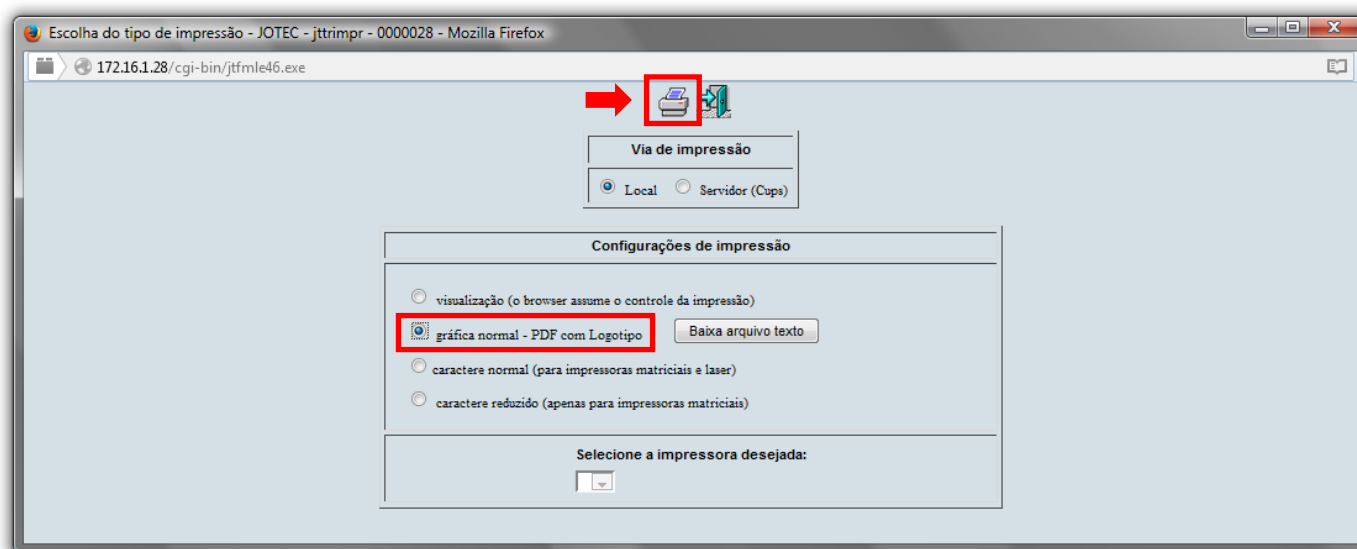 Escolha do tipo de impressão - JOTEC - jttrimpr - 0000028 - Mozilla Firefox
172.16.1.28/cgi-bin/jtfmle46.exe
Via de impressão
Local Servidor (Cups)
Configurações de impressão
visualização (o browser assume o controle da impressão)
gráfica normal - PDF com Logotipo Baixa arquivo texto
caractere normal (para impressoras matriciais e laser)
caractere reduzido (apenas para impressoras matriciais)
Selecione a impressora desejada: